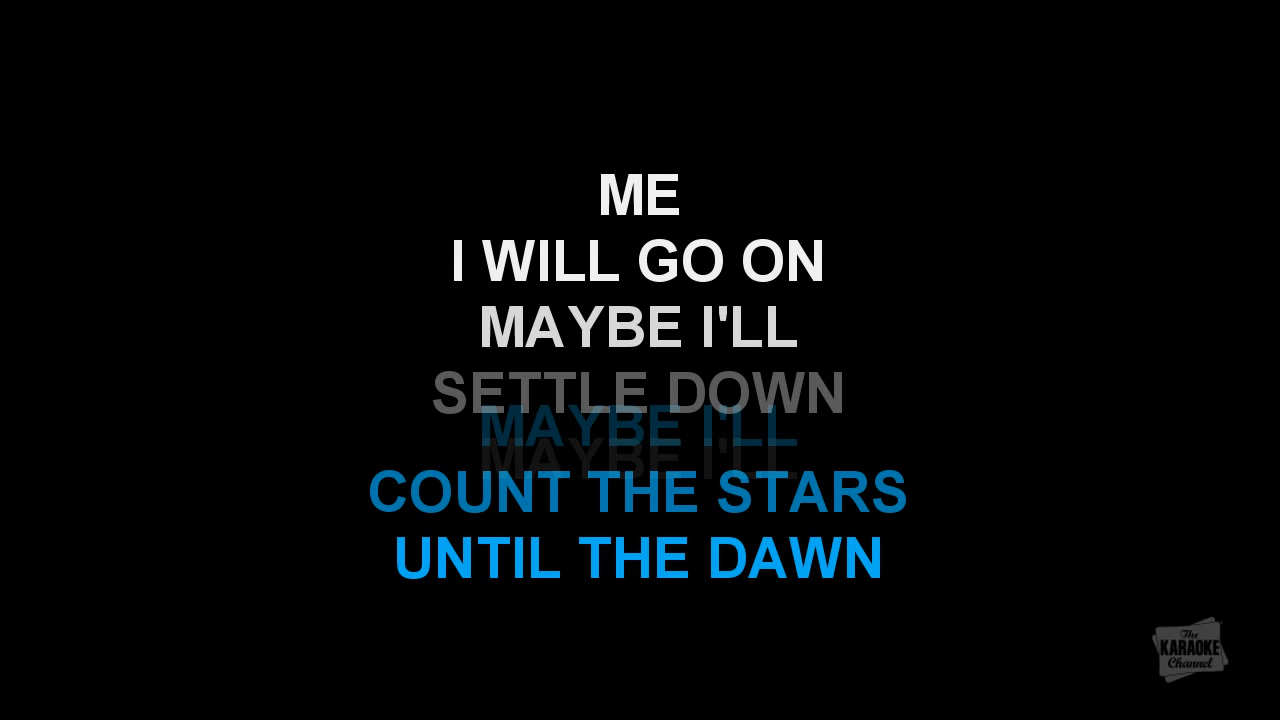 ME
I WILL GO ON
MAYBE I'LL
SETTLE DOWN
MAYBE I'LL
MAYBE I'LL
COUNT THE STARS
UNTIL THE DAWN
The
KARAOKE
Channel